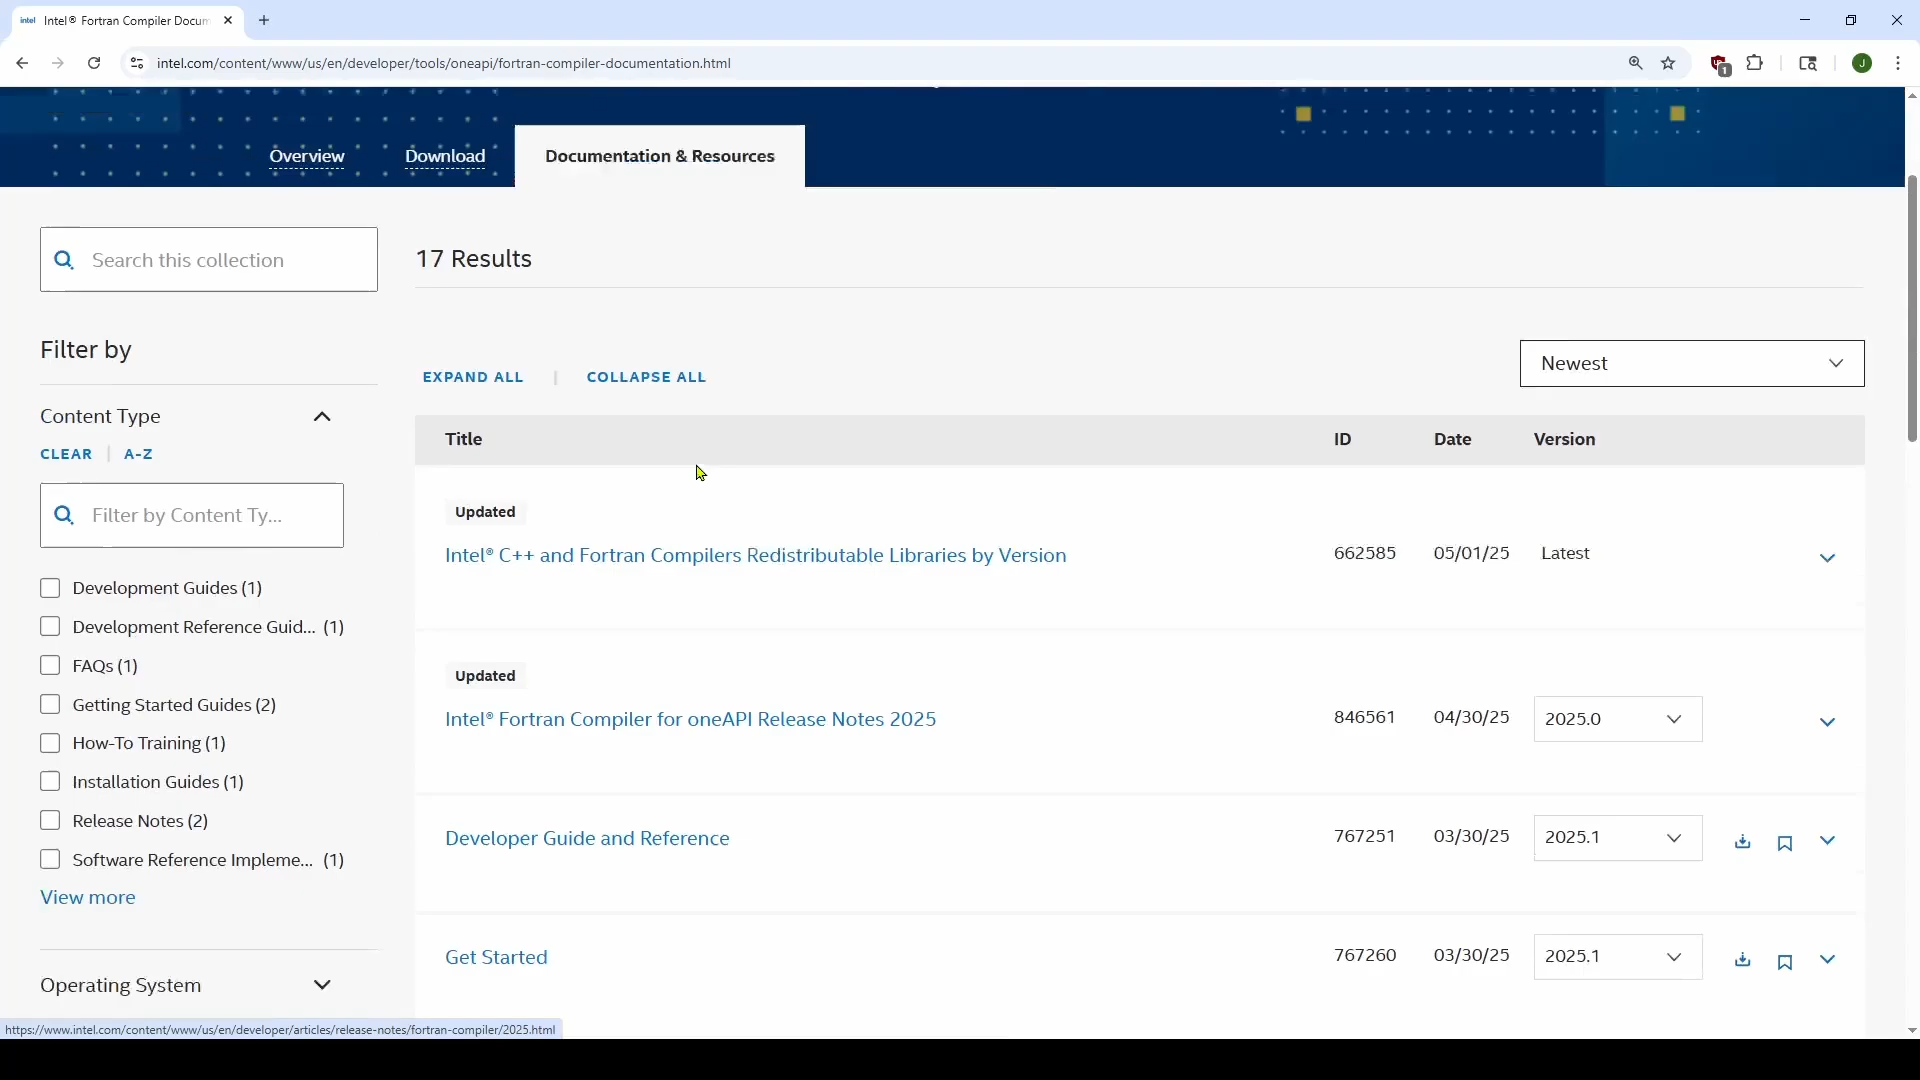 intel
Intel® Fortran Compiler Docum
intel.com/content/www/us/en/developer/tools/oneapi/fortran-compiler-documentation.html
1
J
Overview
Download
Documentation & Resources
Search this collection
17 Results
Filter by
EXPAND ALL | COLLAPSE ALL
Newest
Content Type
CLEAR | A-Z
Title
ID
Date
Version
Filter by Content Ty...
Updated
Intel® C++ and Fortran Compilers Redistributable Libraries by Version
662585
05/01/25
Latest
Development Guides (1)
Development Reference Guid... (1)
FAQs (1)
Getting Started Guides (2)
How-To Training (1)
Installation Guides (1)
Release Notes (2)
Software Reference Impleme... (1)
View more
Updated
Intel® Fortran Compiler for oneAPI Release Notes 2025
846561
04/30/25
2025.0
Developer Guide and Reference
767251
03/30/25
2025.1
Get Started
767260
03/30/25
2025.1
Operating System
https://www.intel.com/content/www/us/en/developer/articles/release-notes/fortran-compiler/2025.html